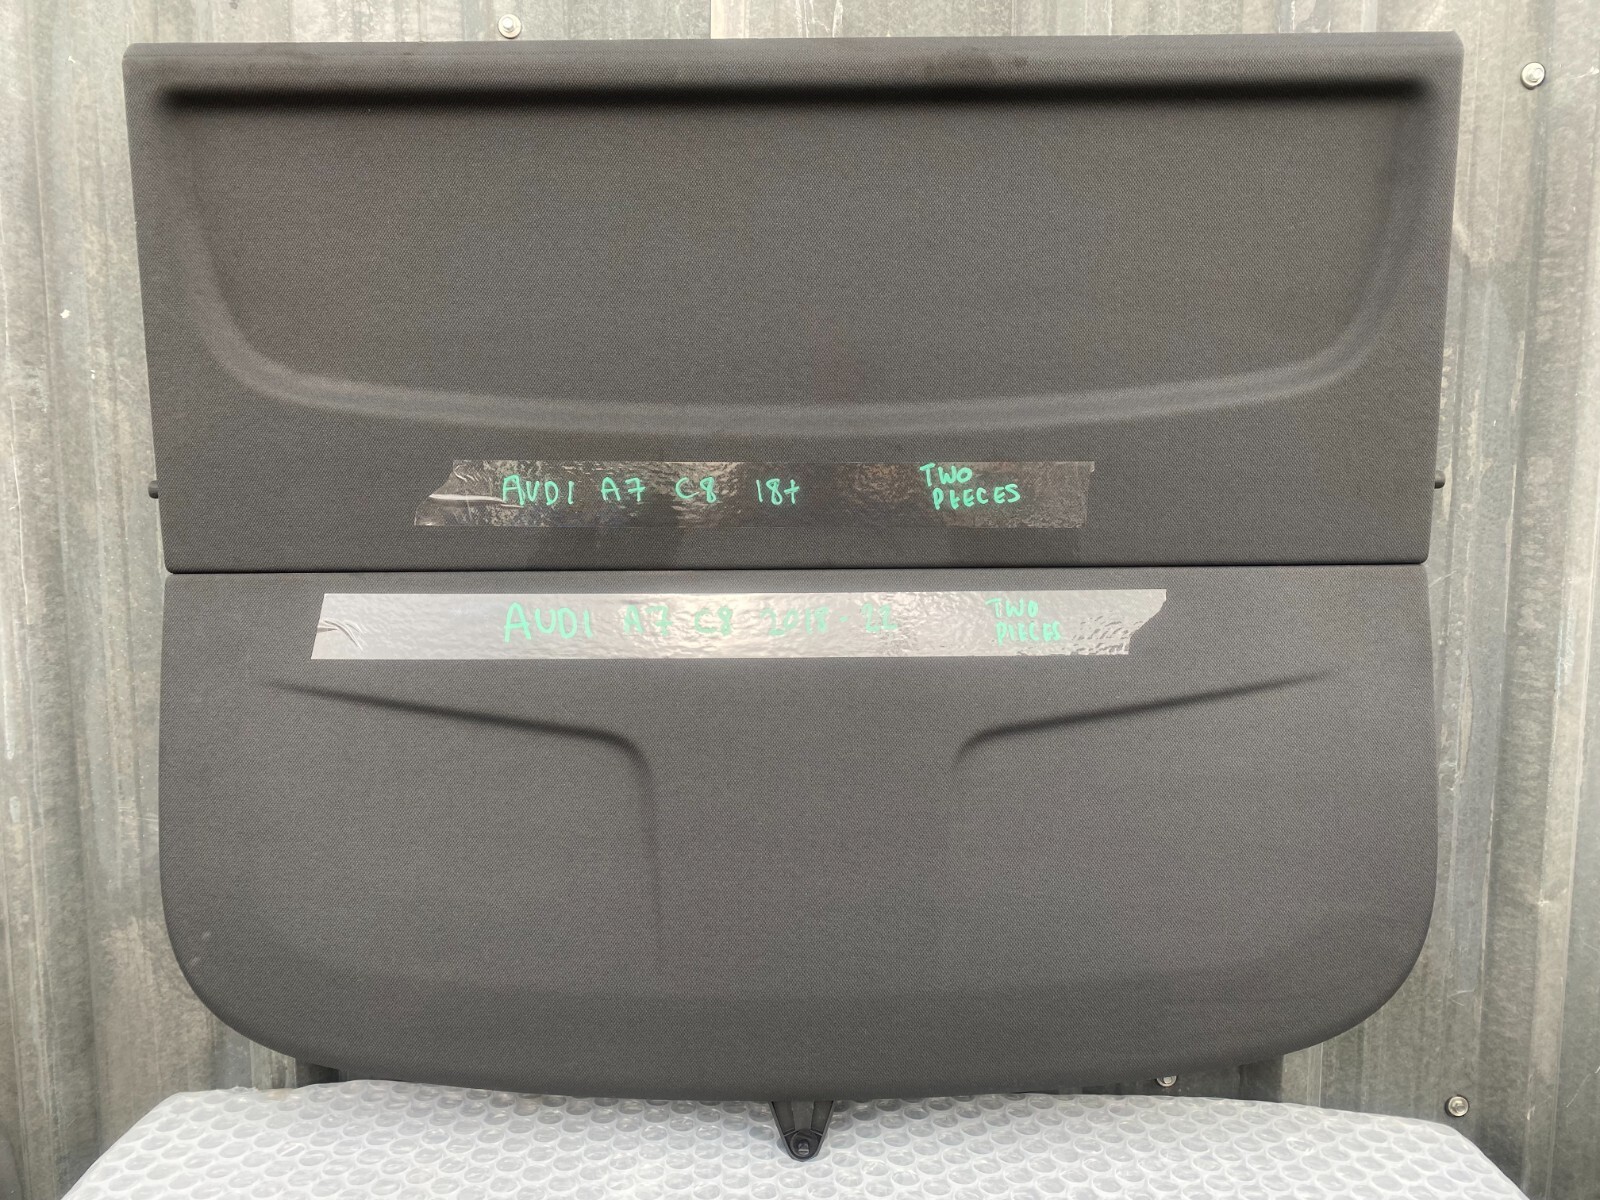 AUDI A7 C8 18+
TWO
PIECES
AUDI A7 C8 2018-22
TWO
PIECES